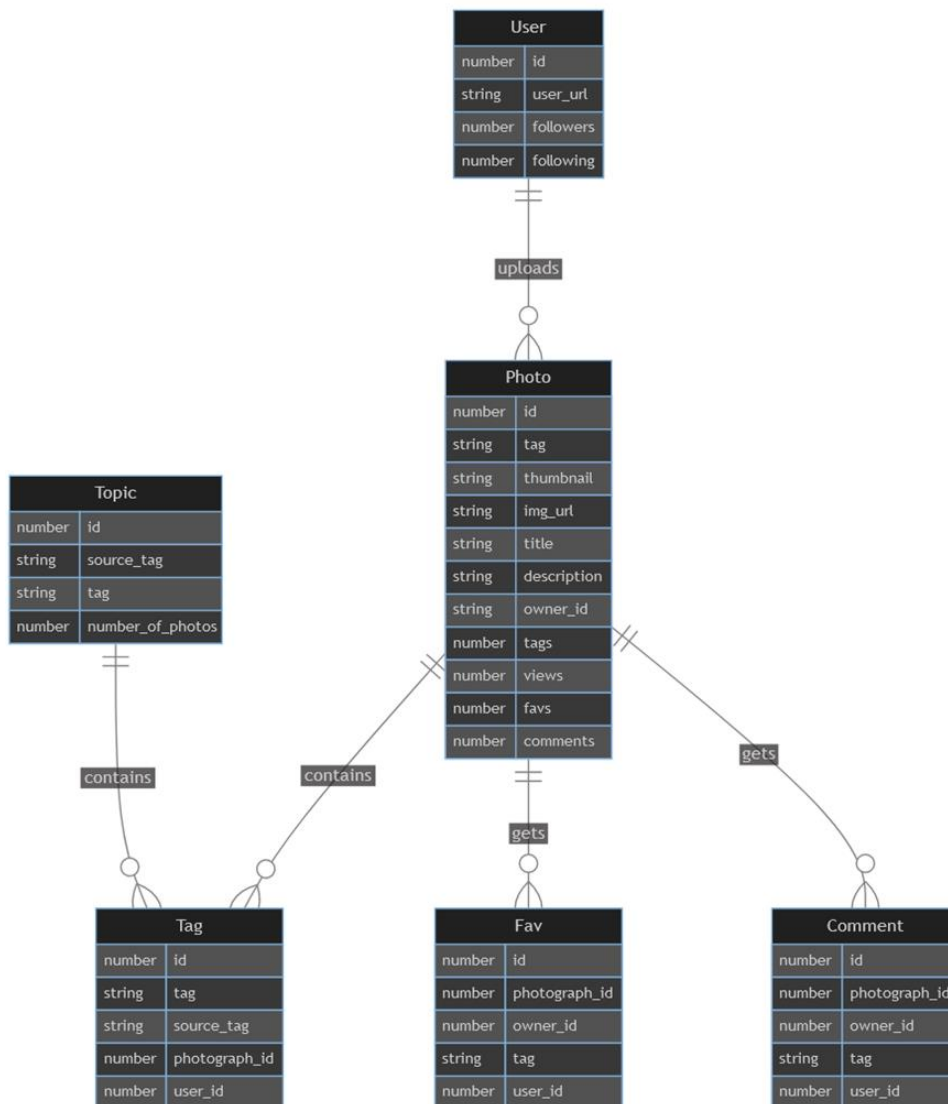 User
number id
string user_url
number followers
number following
uploads
Photo
number id
string tag
string thumbnail
string img_url
string title
string description
string owner_id
number tags
number views
number favs
number comments
Topic
number id
string source_tag
string tag
number number_of_photos
contains
contains
gets
gets
Tag
number id
string tag
string source_tag
number photograph_id
number user_id
Fav
number id
number photograph_id
number owner_id
string tag
number user_id
Comment
number id
number photograph_id
number owner_id
string tag
number user_id